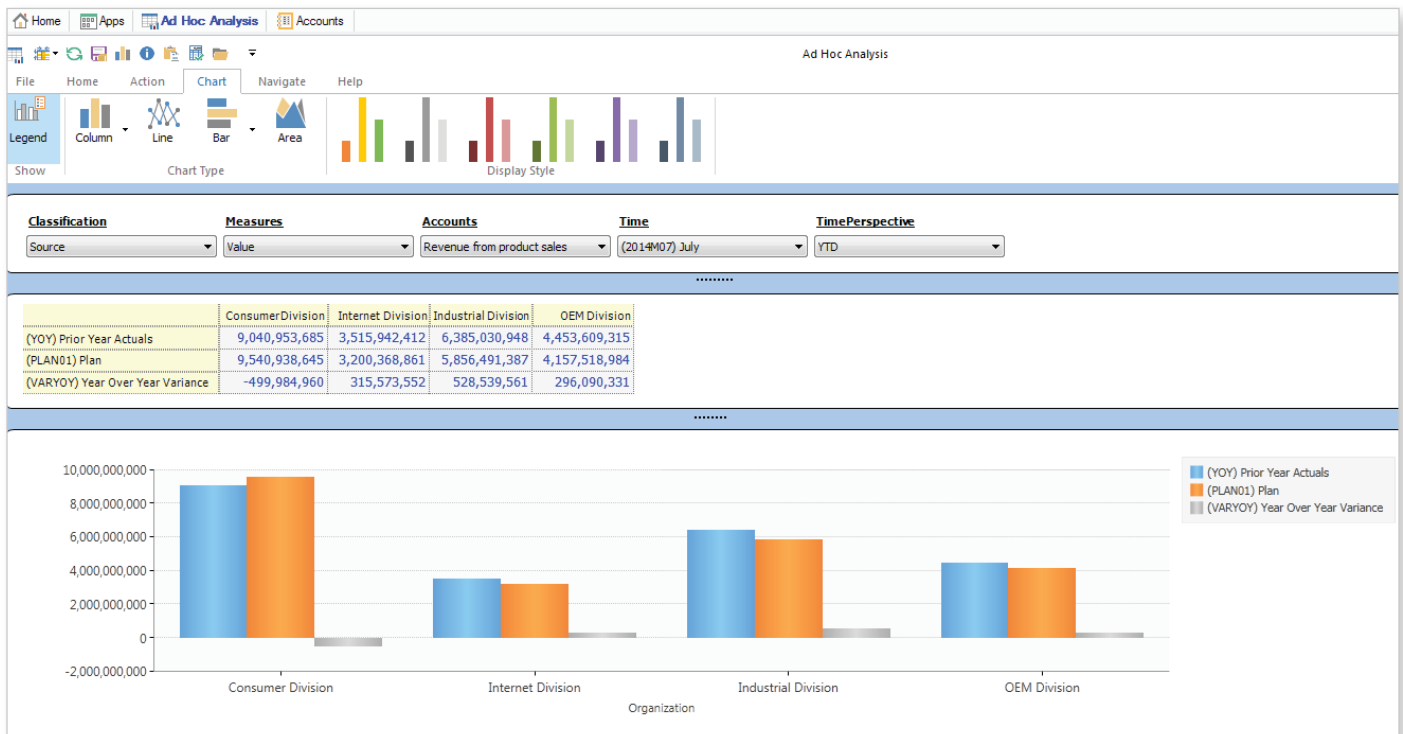 Home Apps Ad Hoc Analysis Accounts
Ad Hoc Analysis
File Home Action Chart Navigate Help
Legend Column Line Bar Area
Show Chart Type Display Style
Classification Measures Accounts Time TimePerspective
Source Value Revenue from product sales (2014M07) July YTD
ConsumerDivision Internet Division Industrial Division OEM Division
(YOY) Prior Year Actuals 9,040,953,685 3,515,942,412 6,385,030,948 4,453,609,315
(PLAN01) Plan 9,540,938,645 3,200,368,861 5,856,491,387 4,157,518,984
(VARYOY) Year Over Year Variance -499,984,960 315,573,552 528,539,561 296,090,331
10,000,000,000
8,000,000,000
6,000,000,000
4,000,000,000
2,000,000,000
0
-2,000,000,000
Consumer Division Internet Division Industrial Division OEM Division
Organization
(YOY) Prior Year Actuals
(PLAN01) Plan
(VARYOY) Year Over Year Variance